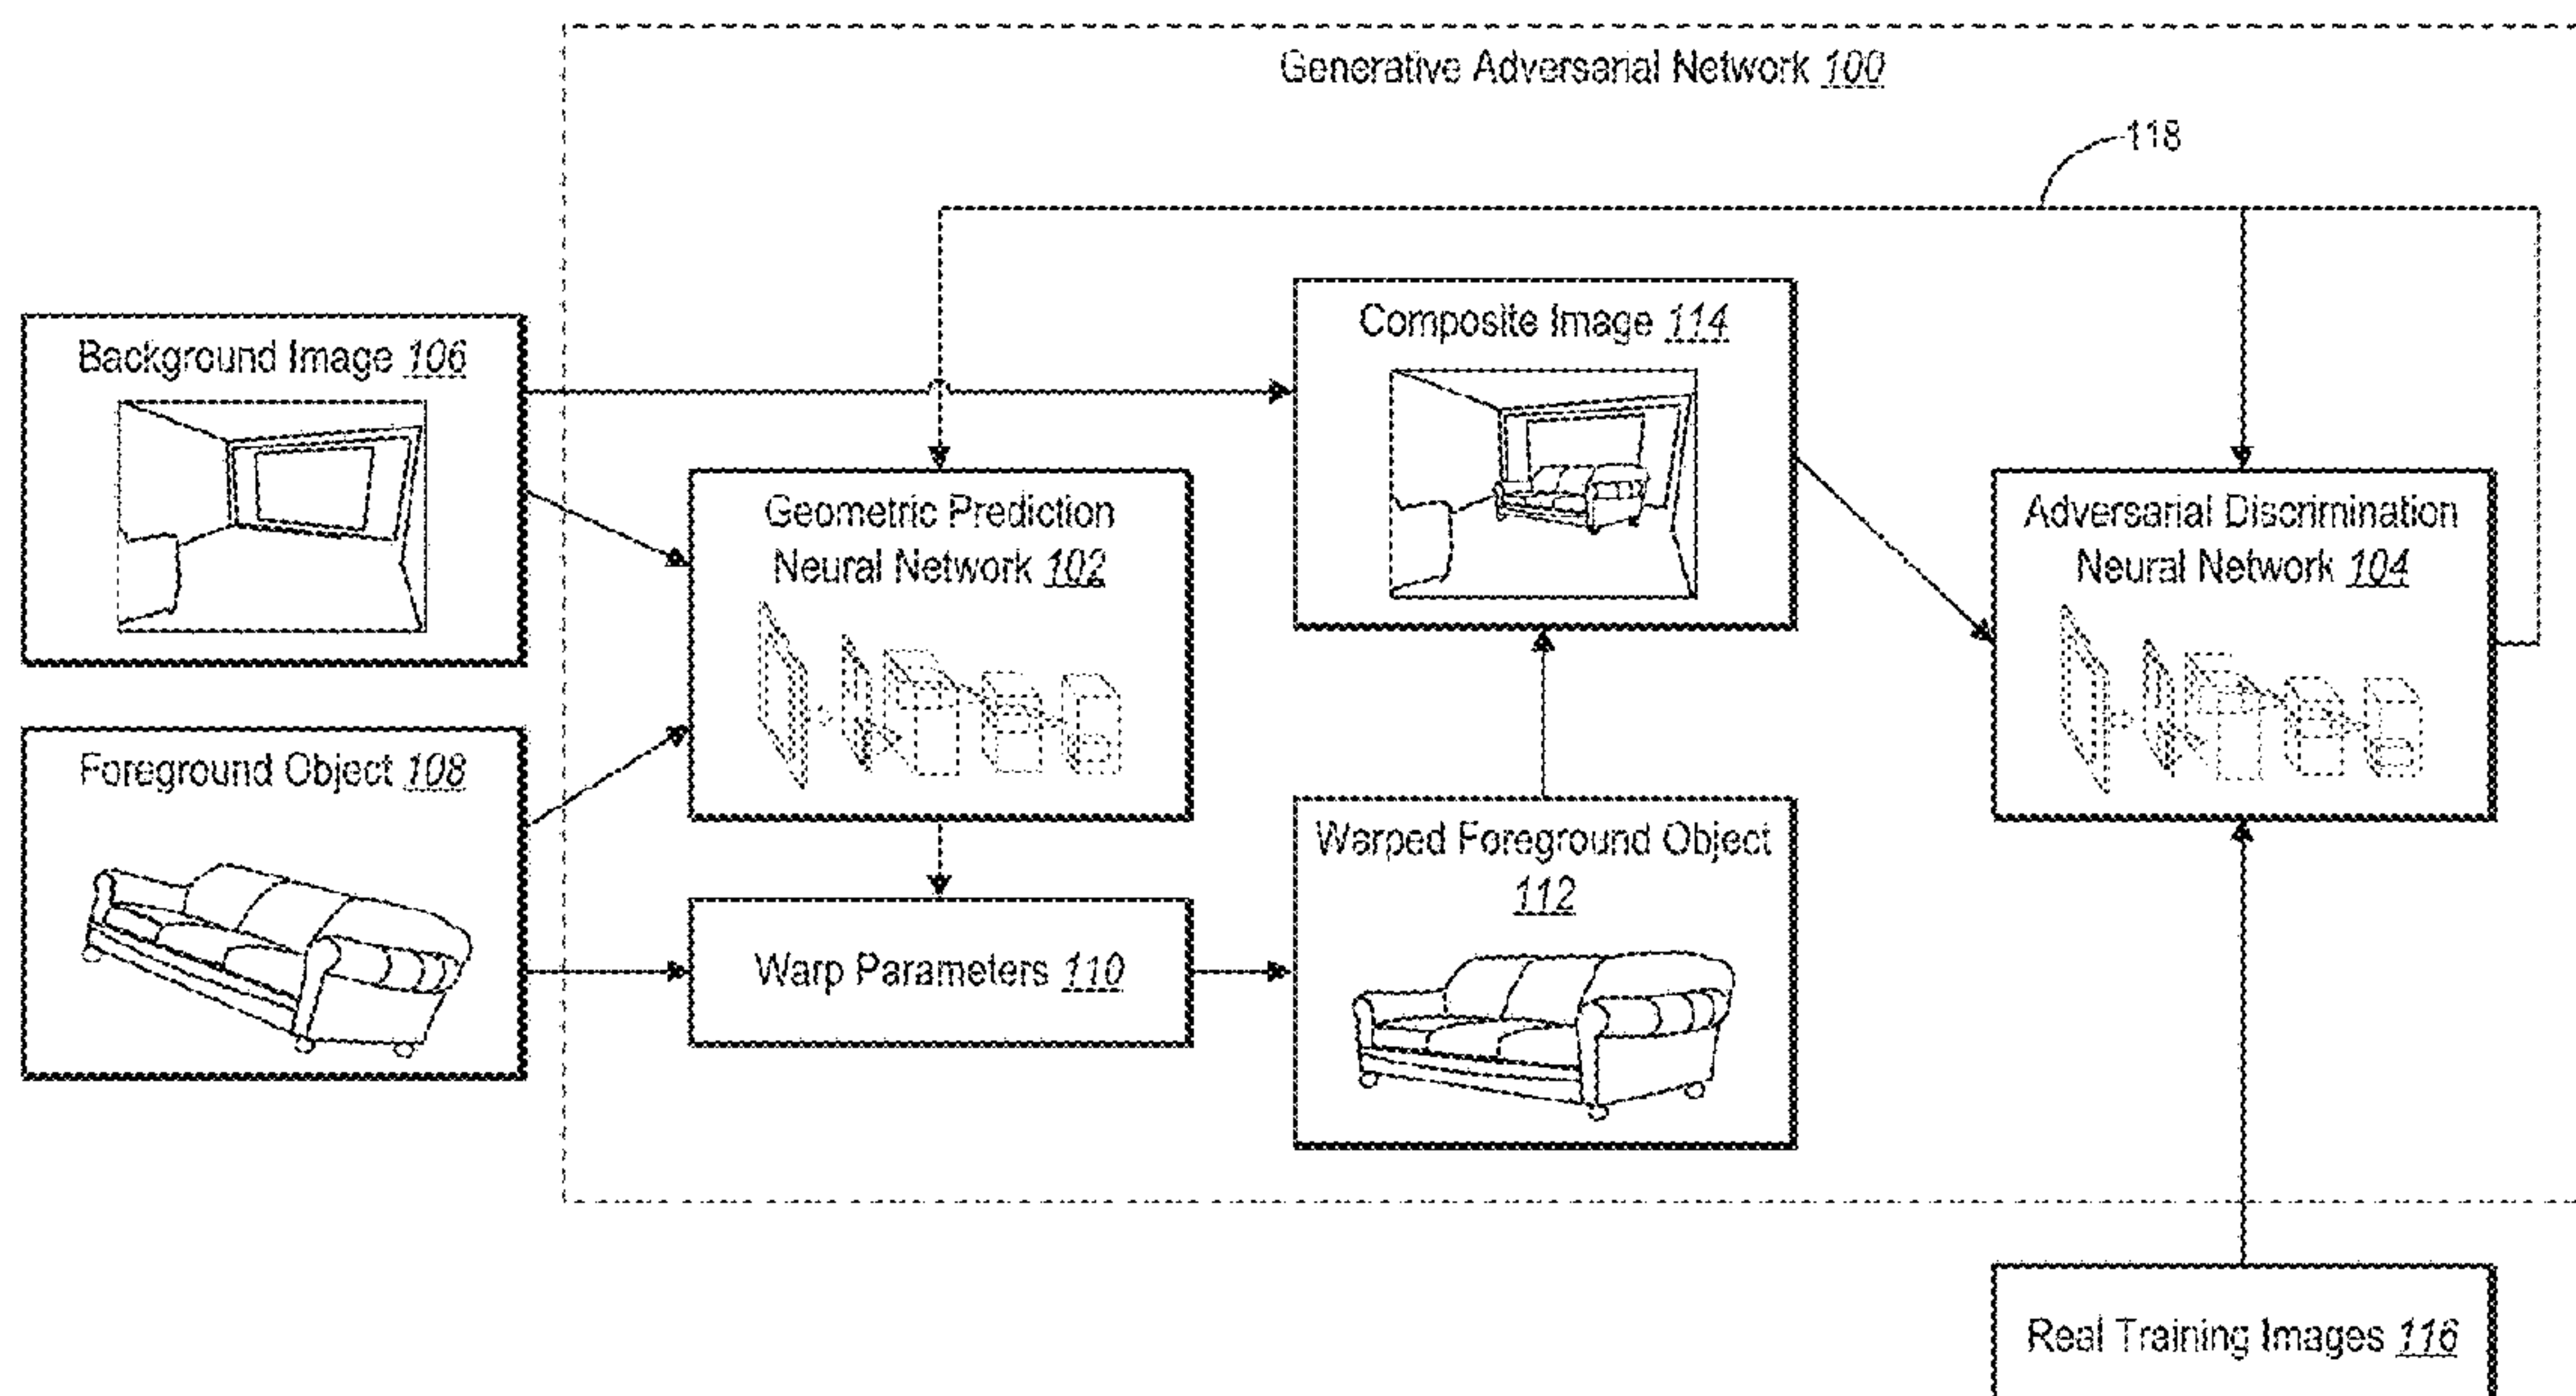 Generative Adversarial Network 100
118
Background Image 106
Composite Image 114
Geometric Prediction
Neural Network 102
Adversarial Discrimination
Neural Network 104
Foreground Object 108
Warped Foreground Object
112
Warp Parameters 110
Real Training Images 116